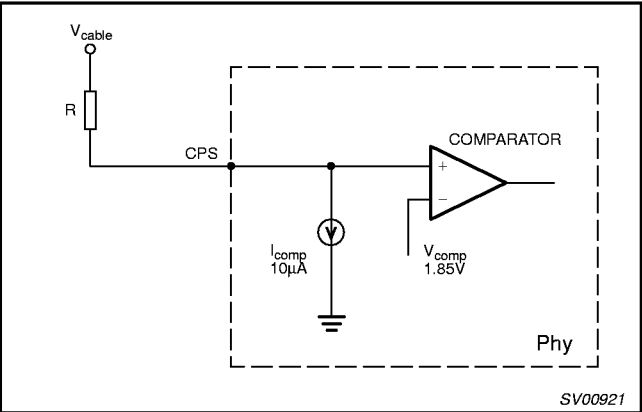 Vcable
R
CPS
COMPARATOR
+
−
Icomp
10μA
Vcomp
1.85V
Phy
SV00921